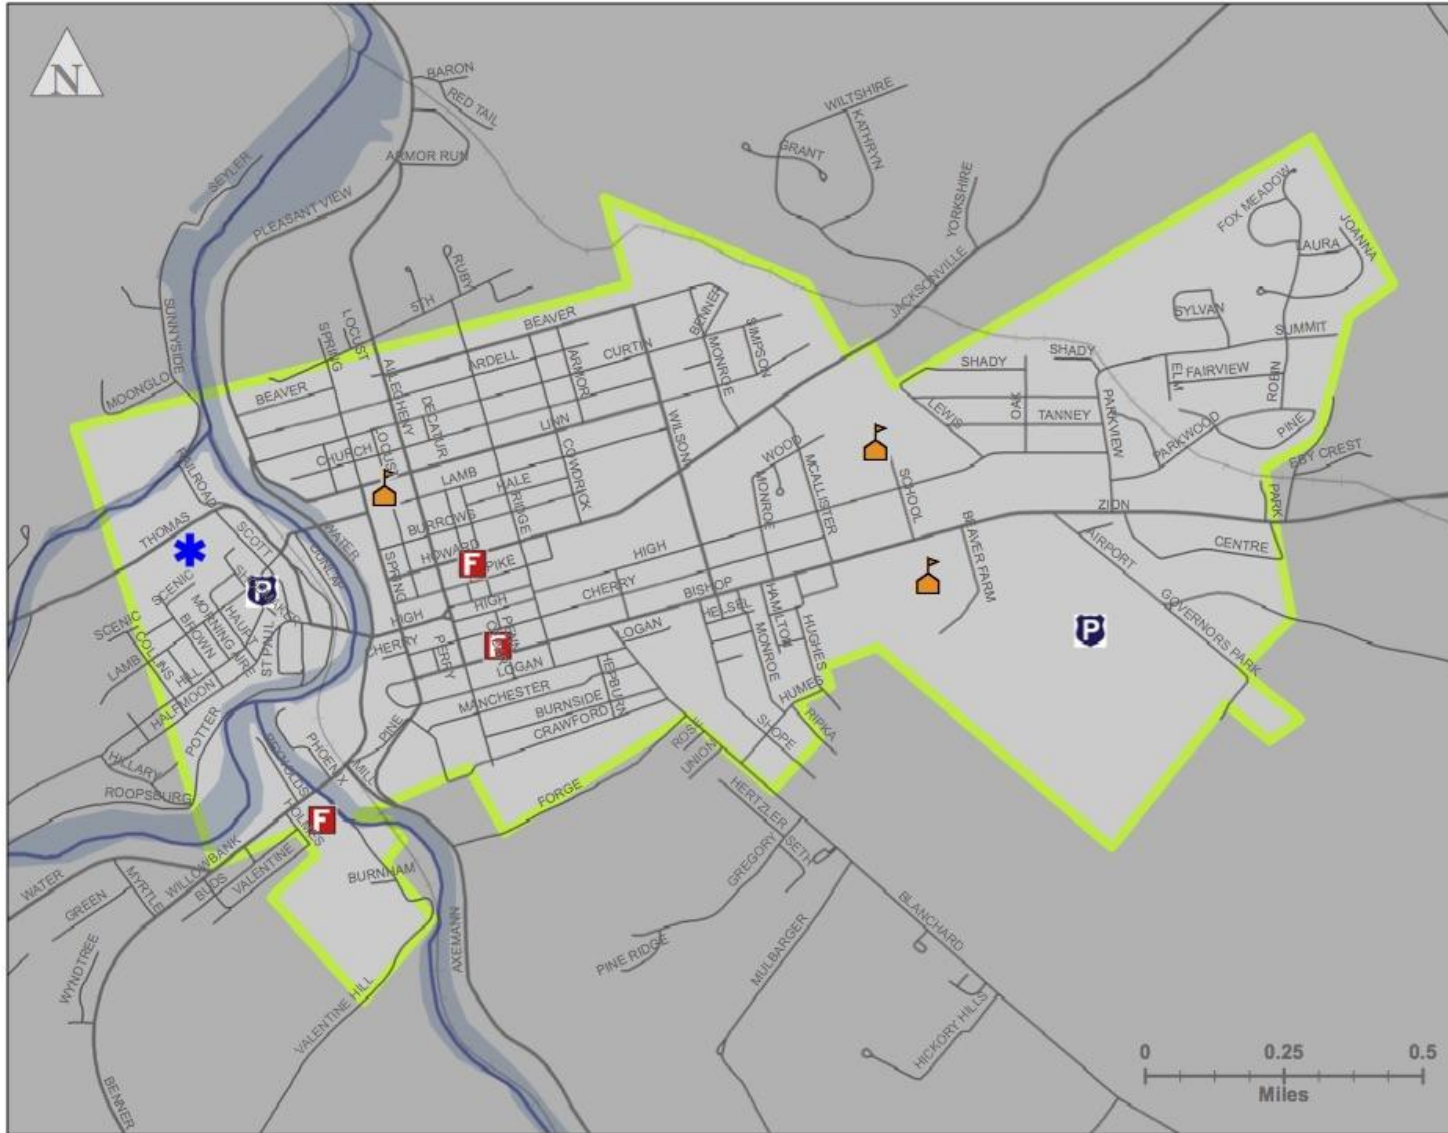 N
BARON
RED TAIL
WILTSHIRE
KATHRYN
GRANT
ARMOR RUN
SEYLER
YORKSHIRE
FOX MEADOW
JOANNA
LAURA
PLEASANT VIEW
RUBY
JACKSONVILLE
5TH
SUNNYSIDE
LOCUST
SPRING
BEAVER
BENNER
SIMPSON
SYLVAN
SUMMIT
MOONGLO
BEAVER
ALLEGHENY
ARDELL
ARMOR
CURTIN
MONROE
SHADY
SHADY
ELM
FAIRVIEW
ROBIN
DECATUR
LINN
WILSON
LEWIS
OAK
TANNEY
PARKVIEW
PARKWOOD
PINE
CHURCH
LOCUST
LAMB
HALE
COWDRICK
WOOD
MCALLISTER
EBY CREST
RAILROAD
THOMAS
SCOTT
WATER
DUNLAP
BURROWS
RIDGE
MONROE
SCHOOL
ZION
PARK
HOWARD
PIKE
HIGH
BEAVER FARM
AIRPORT
CENTRE
SPRING
SCENIC
SCENIC
COLLINS
BROWN
HAUPT
ST PAUL
LAMB
HILL
HALFMOON
HIGH
HIGH
CHERRY
CHERRY
BISHOP
HELSEL
HAMILTON
HUGHES
MONROE
GOVERNORS PARK
PERRY
PENN
LOGAN
LOGAN
MANCHESTER
BURNSIDE
HEPBURN
CRAWFORD
HUMES
RIPKA
SHOPE
POTTER
PINE
PHOENIX
MILL
HILLARY
ROOPSBURG
HOLMES
FORGE
UNION
HERTZLER
SETH
GREGORY
WILLOWBANK
VALENTINE
BUDS
BURNHAM
WATER
GREEN
MYRTLE
BLANCHARD
AXEMANN
PINE RIDGE
MULBARGER
WYNDTREE
VALENTINE HILL
HICKORY HILLS
BENNER
F
F
F
P
P
0 0.25 0.5
Miles